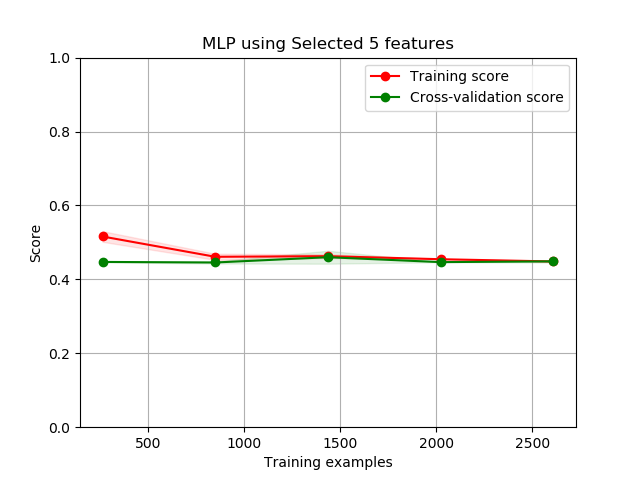 MLP using Selected 5 features
Training score
Cross-validation score
1.0
0.8
0.6
0.4
0.2
0.0
Score
500
1000
1500
2000
2500
Training examples